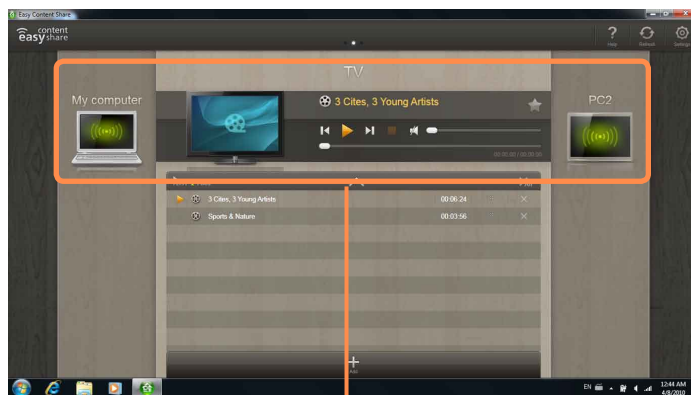 Easy Content Share
easy content share
Help
Refresh
Settings
TV
My computer
3 Cites, 3 Young Artists
PC2
00:00:00 / 00:00:00
3 Cites, 3 Young Artists 00:06:24
Sports & Nature 00:03:56
Add
EN
12:44 AM
4/8/2010